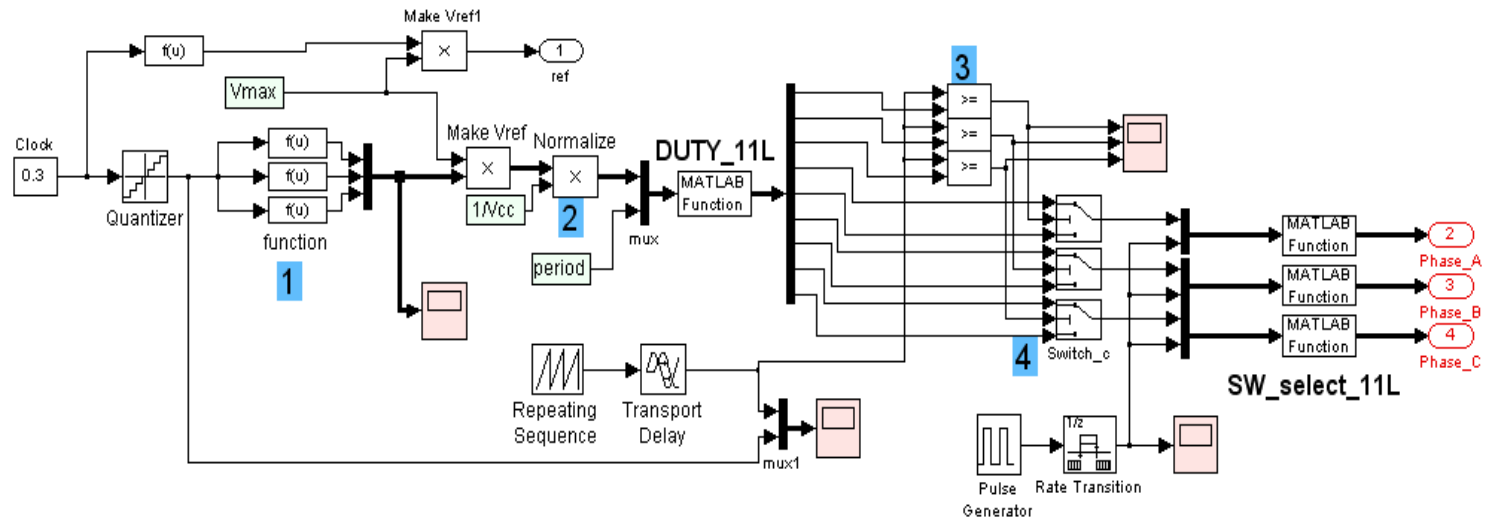 Make Vref1
f(u)
×
1
ref
Vmax
3
>=
>=
>=
Clock
0.3
Quantizer
f(u)
f(u)
f(u)
function
1
Make Vref
×
Normalize
×
1/Vcc
2
period
mux
DUTY_11L
MATLAB
Function
4
Switch_c
MATLAB
Function
2
Phase_A
MATLAB
Function
3
Phase_B
MATLAB
Function
4
Phase_C
SW_select_11L
Repeating
Sequence
Transport
Delay
mux1
Pulse
Generator
1/z
Rate Transition